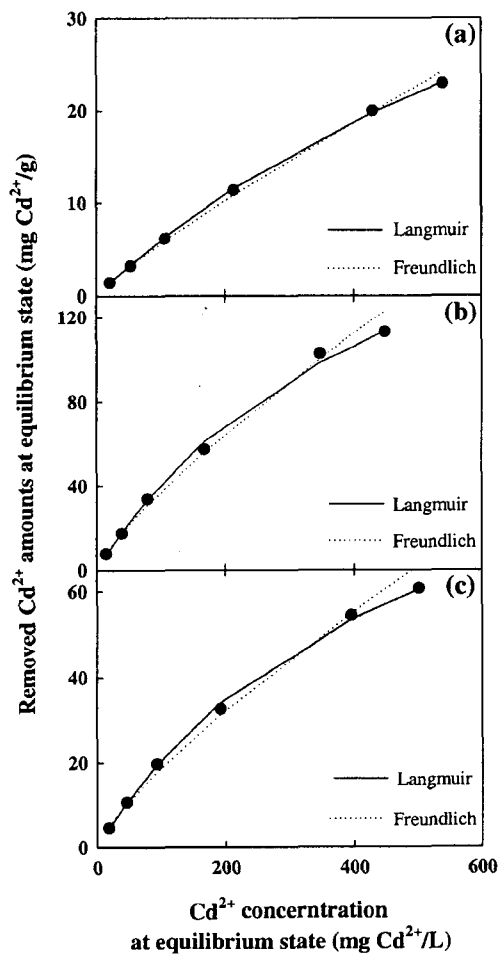 Removed Cd²⁺ amounts at equilibrium state (mg Cd²⁺/g)
30
(a)
20
10
Langmuir
Freundlich
0
120
(b)
80
40
Langmuir
Freundlich
0
60
(c)
40
20
Langmuir
Freundlich
0
0 200 400 600
Cd²⁺ concerntration
at equilibrium state (mg Cd²⁺/L)